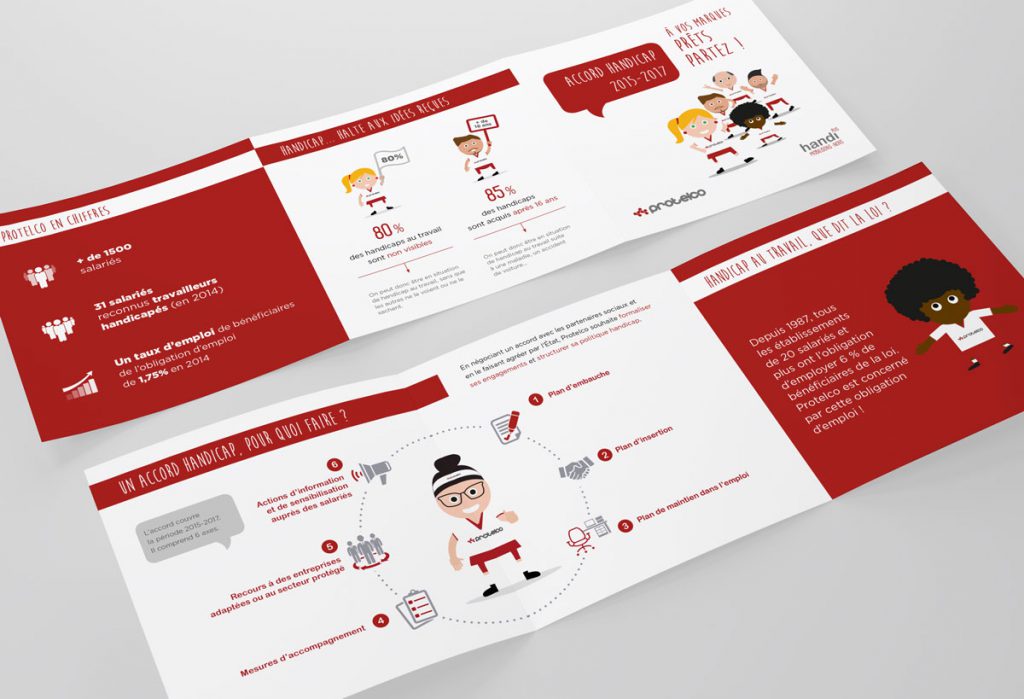 PROTELCO EN CHIFFRES
+ de 1500
salariés
31 salariés
reconnus travailleurs
handicapés (en 2014)
Un taux d'emploi de bénéficiaires
de l'obligation d'emploi
de 1,75% en 2014
HANDICAP... HALTE AUX IDÉES REÇUES
80%
80 %
des handicaps au travail
sont non visibles
On peut donc être en situation
de handicap au travail, sans que
les autres ne le voient ou ne le
sachent.
+ de
16 ans
85 %
des handicaps
sont acquis après 16 ans
On peut donc être en situation
de handicap au travail suite
à une maladie, un accident
de voiture...
ACCORD HANDICAP
2015-2017
À VOS MARQUES
PRÊTS
PARTEZ !
protelco
handi
MOBILISONS-NOUS
UN ACCORD HANDICAP, POUR QUOI FAIRE ?
L'accord couvre
la période 2015-2017.
Il comprend 6 axes.
En négociant un accord avec les partenaires sociaux et
en le faisant agréer par l'État, Protelco souhaite formaliser
ses engagements et structurer sa politique handicap.
1 Plan d'embauche
2 Plan d'insertion
3 Plan de maintien dans l'emploi
4
Mesures d'accompagnement
5
Recours à des entreprises
adaptées ou au secteur protégé
6
Actions d'information
et de sensibilisation
auprès des salariés
protelco
HANDICAP AU TRAVAIL, QUE DIT LA LOI ?
Depuis 1987, tous
les établissements
de 20 salariés et
plus ont l'obligation
d'employer 6 % de
bénéficiaires de la loi.
Protelco est concerné
par cette obligation
d'emploi !
protelco